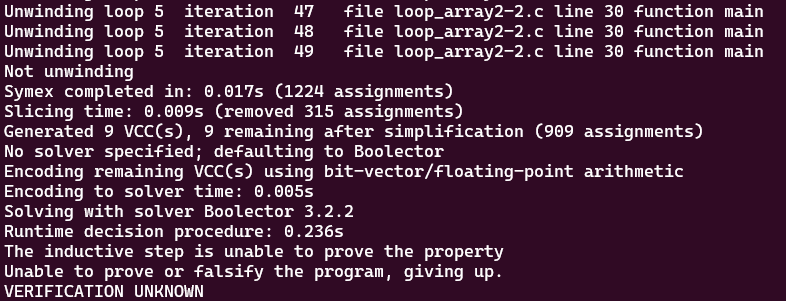 Unwinding loop 5  iteration  47   file loop_array2-2.c line 30 function main
Unwinding loop 5  iteration  48   file loop_array2-2.c line 30 function main
Unwinding loop 5  iteration  49   file loop_array2-2.c line 30 function main
Not unwinding
Symex completed in: 0.017s (1224 assignments)
Slicing time: 0.009s (removed 315 assignments)
Generated 9 VCC(s), 9 remaining after simplification (909 assignments)
No solver specified; defaulting to Boolector
Encoding remaining VCC(s) using bit-vector/floating-point arithmetic
Encoding to solver time: 0.005s
Solving with solver Boolector 3.2.2
Runtime decision procedure: 0.236s
The inductive step is unable to prove the property
Unable to prove or falsify the program, giving up.
VERIFICATION UNKNOWN